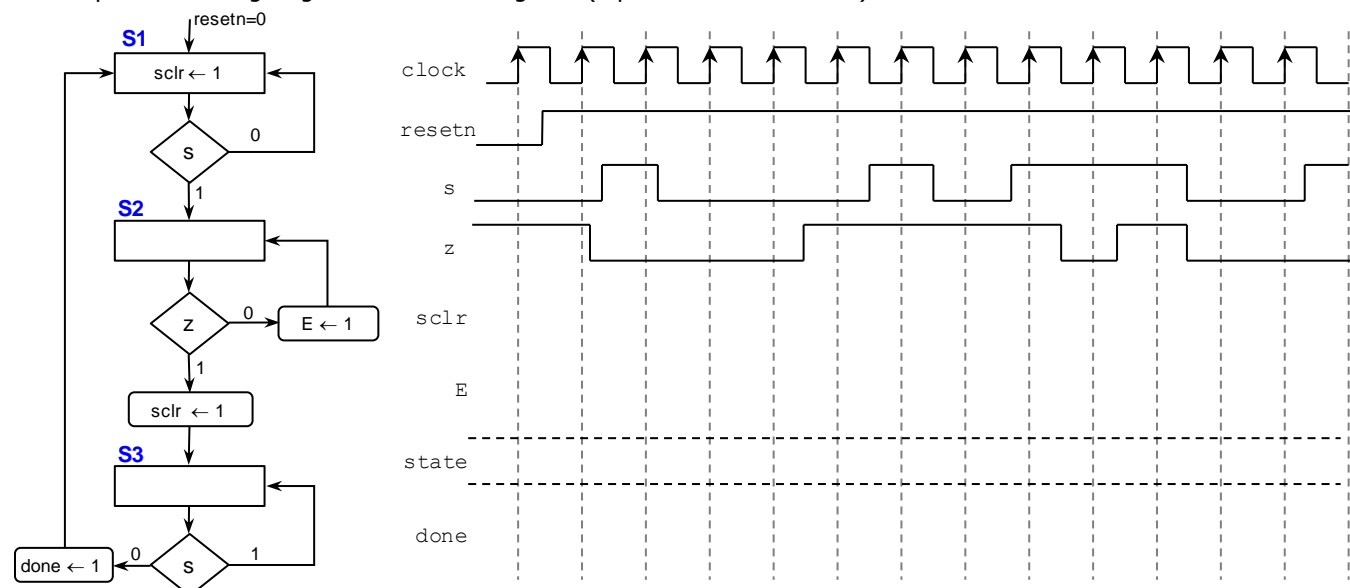 resetn=0
S1
sclr ← 1
0
s
1
S2
z
0
E ← 1
1
sclr ← 1
S3
0
1
done ← 1
s
clock
resetn
s
z
sclr
E
state
done